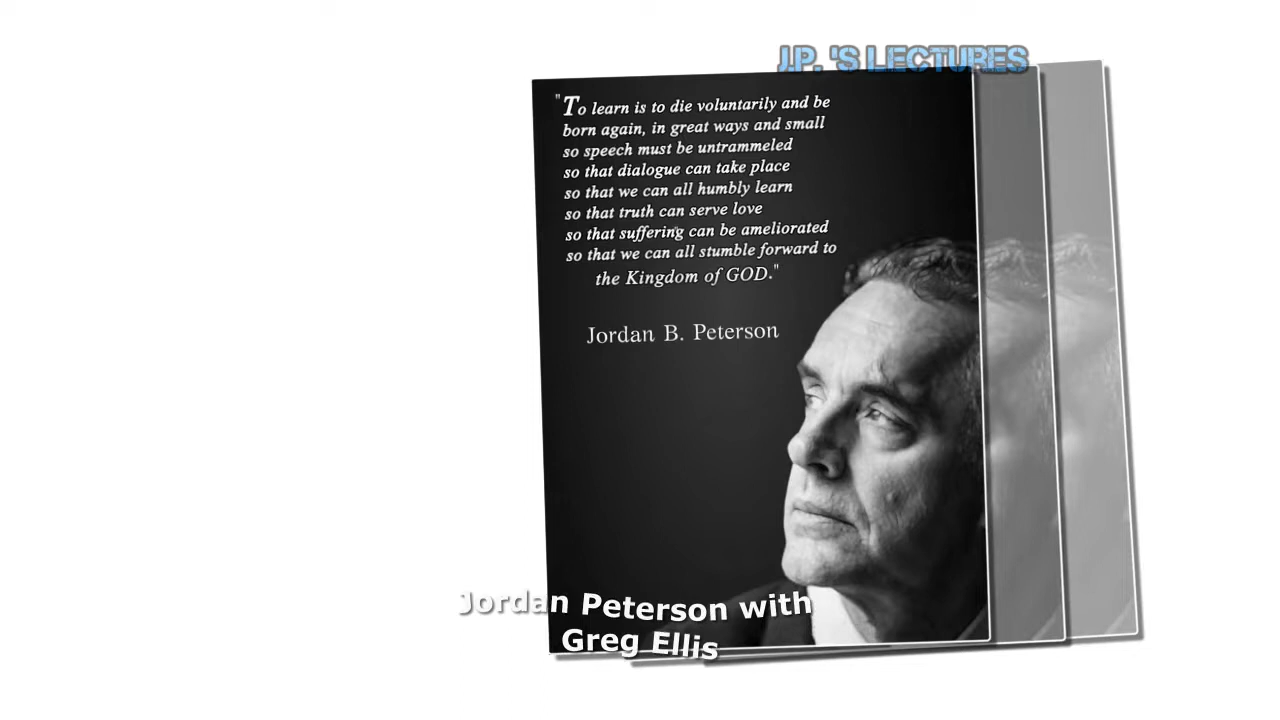 J.P. 'S LECTURES
"To learn is to die voluntarily and be
born again, in great ways and small
so speech must be untrammeled
so that dialogue can take place
so that we can all humbly learn
so that truth can serve love
so that suffering can be ameliorated
so that we can all stumble forward to
the Kingdom of GOD."
Jordan B. Peterson
Jordan Peterson with
Greg Ellis